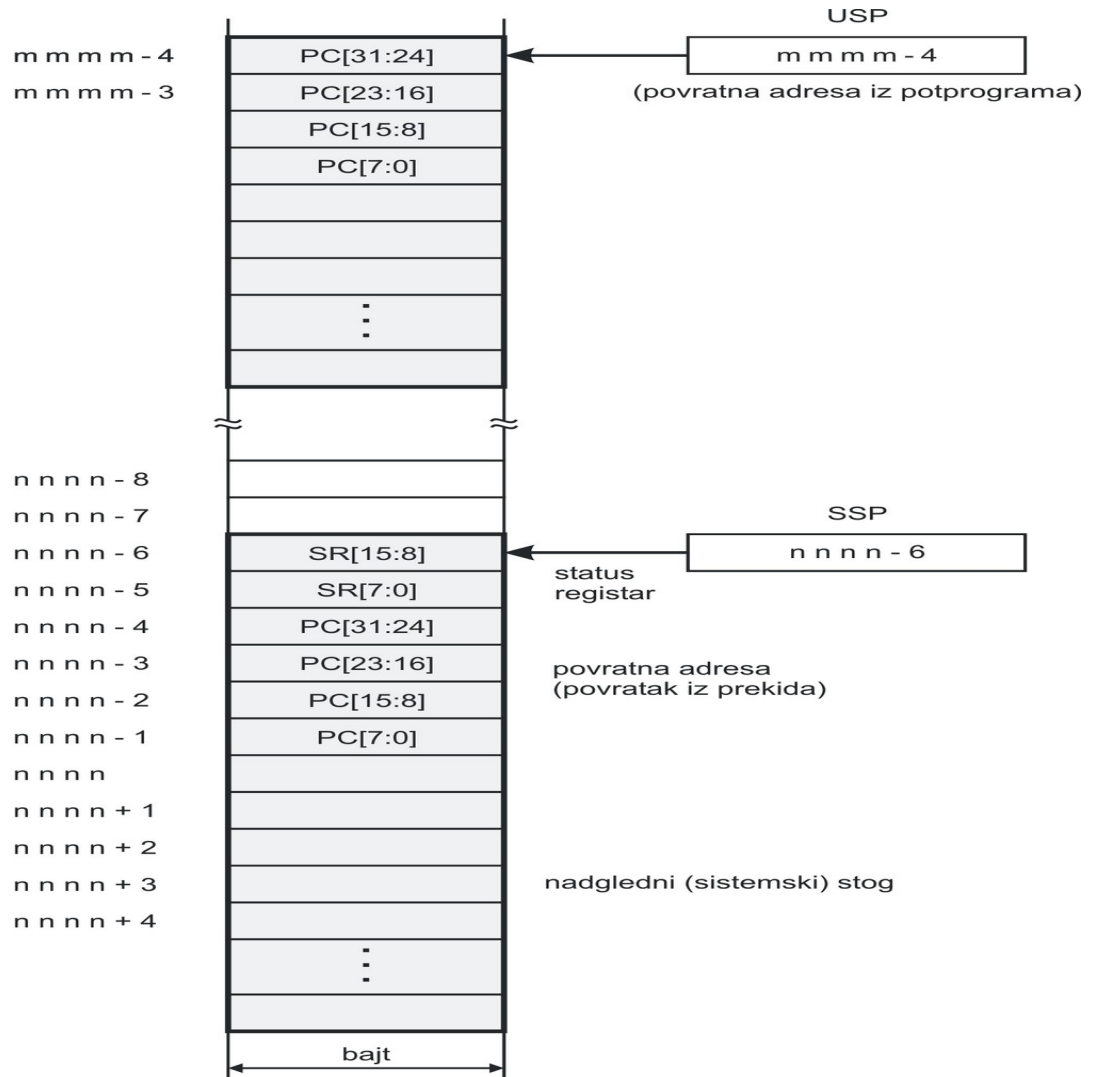 USP
m m m m - 4
PC[31:24]
m m m m - 4
m m m m - 3
PC[23:16]
(povratna adresa iz potprograma)
PC[15:8]
PC[7:0]
n n n n - 8
n n n n - 7
SSP
n n n n - 6
SR[15:8]
n n n n - 6
status
registar
n n n n - 5
SR[7:0]
n n n n - 4
PC[31:24]
n n n n - 3
PC[23:16]
povratna adresa
(povratak iz prekida)
n n n n - 2
PC[15:8]
n n n n - 1
PC[7:0]
n n n n
n n n n + 1
n n n n + 2
n n n n + 3
nadgledni (sistemski) stog
n n n n + 4
bajt